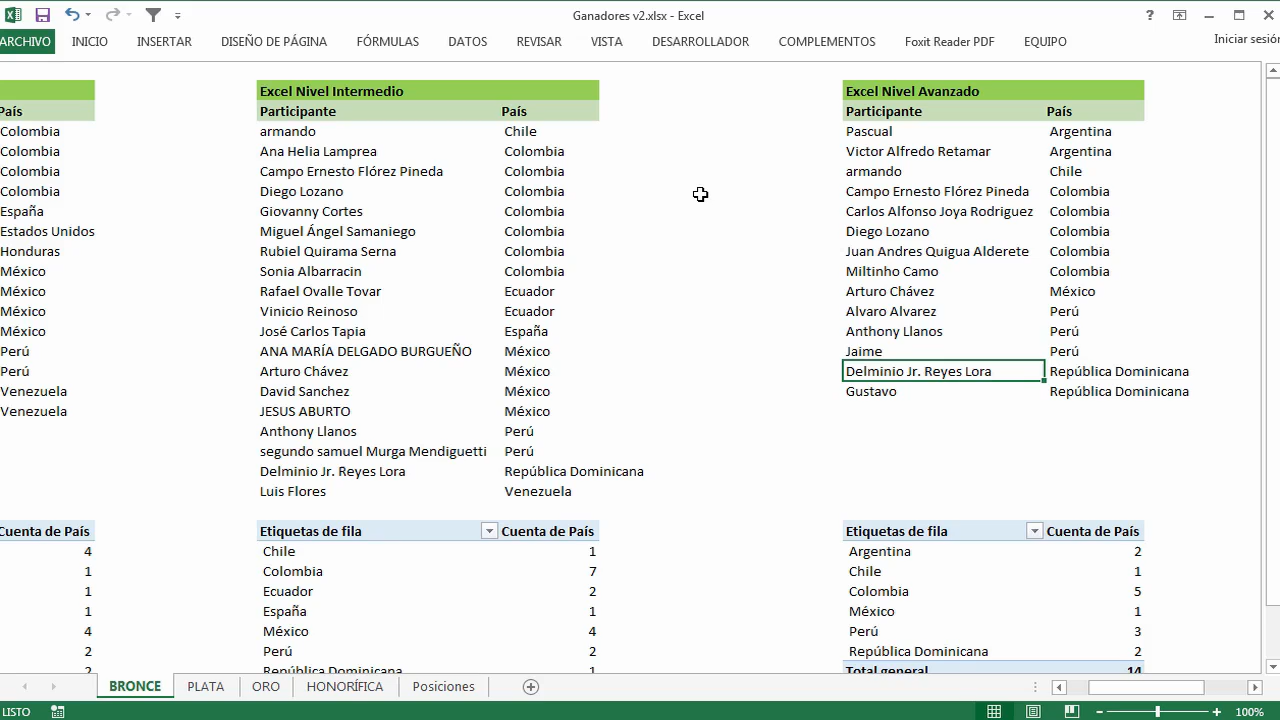 Ganadores v2.xlsx - Excel
?
ARCHIVO INICIO INSERTAR DISEÑO DE PÁGINA FÓRMULAS DATOS REVISAR VISTA DESARROLLADOR COMPLEMENTOS Foxit Reader PDF EQUIPO Iniciar sesión
Excel Nivel Intermedio Excel Nivel Avanzado
País Participante País Participante País
Colombia armando Chile Pascual Argentina
Colombia Ana Helia Lamprea Colombia Victor Alfredo Retamar Argentina
Colombia Campo Ernesto Flórez Pineda Colombia armando Chile
Colombia Diego Lozano Colombia Campo Ernesto Flórez Pineda Colombia
España Giovanny Cortes Colombia Carlos Alfonso Joya Rodriguez Colombia
Estados Unidos Miguel Ángel Samaniego Colombia Diego Lozano Colombia
Honduras Rubiel Quirama Serna Colombia Juan Andres Quigua Alderete Colombia
México Sonia Albarracin Colombia Miltinho Camo Colombia
México Rafael Ovalle Tovar Ecuador Arturo Chávez México
México Vinicio Reinoso Ecuador Alvaro Alvarez Perú
México José Carlos Tapia España Anthony Llanos Perú
Perú ANA MARÍA DELGADO BURGUEÑO México Jaime Perú
Perú Arturo Chávez México Delminio Jr. Reyes Lora República Dominicana
Venezuela David Sanchez México Gustavo República Dominicana
Venezuela JESUS ABURTO México
Anthony Llanos Perú
segundo samuel Murga Mendiguetti Perú
Delminio Jr. Reyes Lora República Dominicana
Luis Flores Venezuela
Cuenta de País Etiquetas de fila Cuenta de País Etiquetas de fila Cuenta de País
4 Chile 1 Argentina 2
1 Colombia 7 Chile 1
1 Ecuador 2 Colombia 5
1 España 1 México 1
4 México 4 Perú 3
2 Perú 2 República Dominicana 2
2 República Dominicana 1 Total general 14
BRONCE PLATA ORO HONORÍFICA Posiciones
LISTO 100%